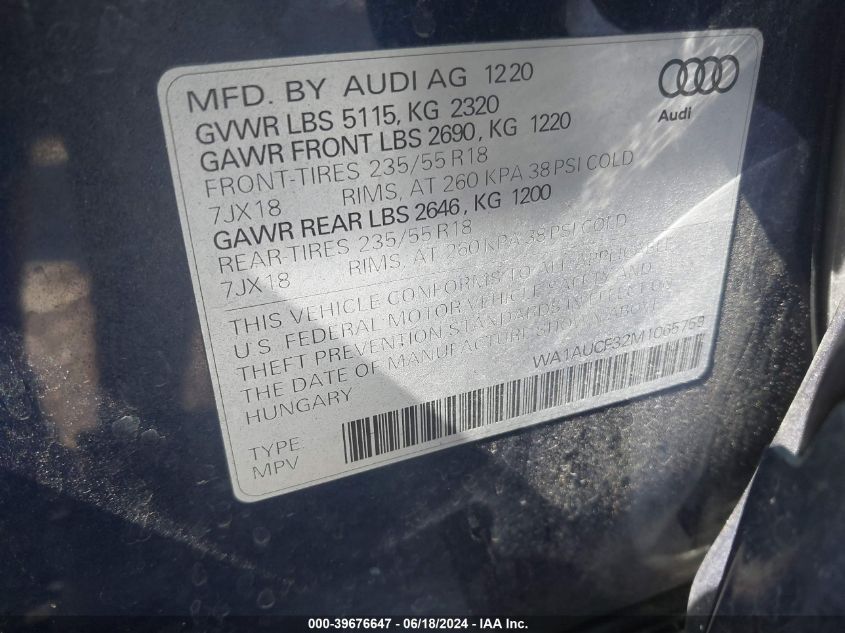 MFD. BY AUDI AG 1220
GVWR LBS 5115, KG 2320
GAWR FRONT LBS 2690, KG 1220
FRONT-TIRES 235/55 R18
7JX18 RIMS, AT 260 KPA 38 PSI COLD
GAWR REAR LBS 2646, KG 1200
REAR-TIRES 235/55 R18
7JX18 RIMS, AT 260 KPA 38 PSI COLD
THIS VEHICLE CONFORMS TO ALL APPLICABLE
U.S. FEDERAL MOTOR VEHICLE SAFETY AND
THEFT PREVENTION STANDARDS IN EFFECT ON
THE DATE OF MANUFACTURE SHOWN ABOVE
HUNGARY
WA1AUCF32M1065759
TYPE
MPV
Audi
000-39676647 / 06/18/2024 - IAA Inc.